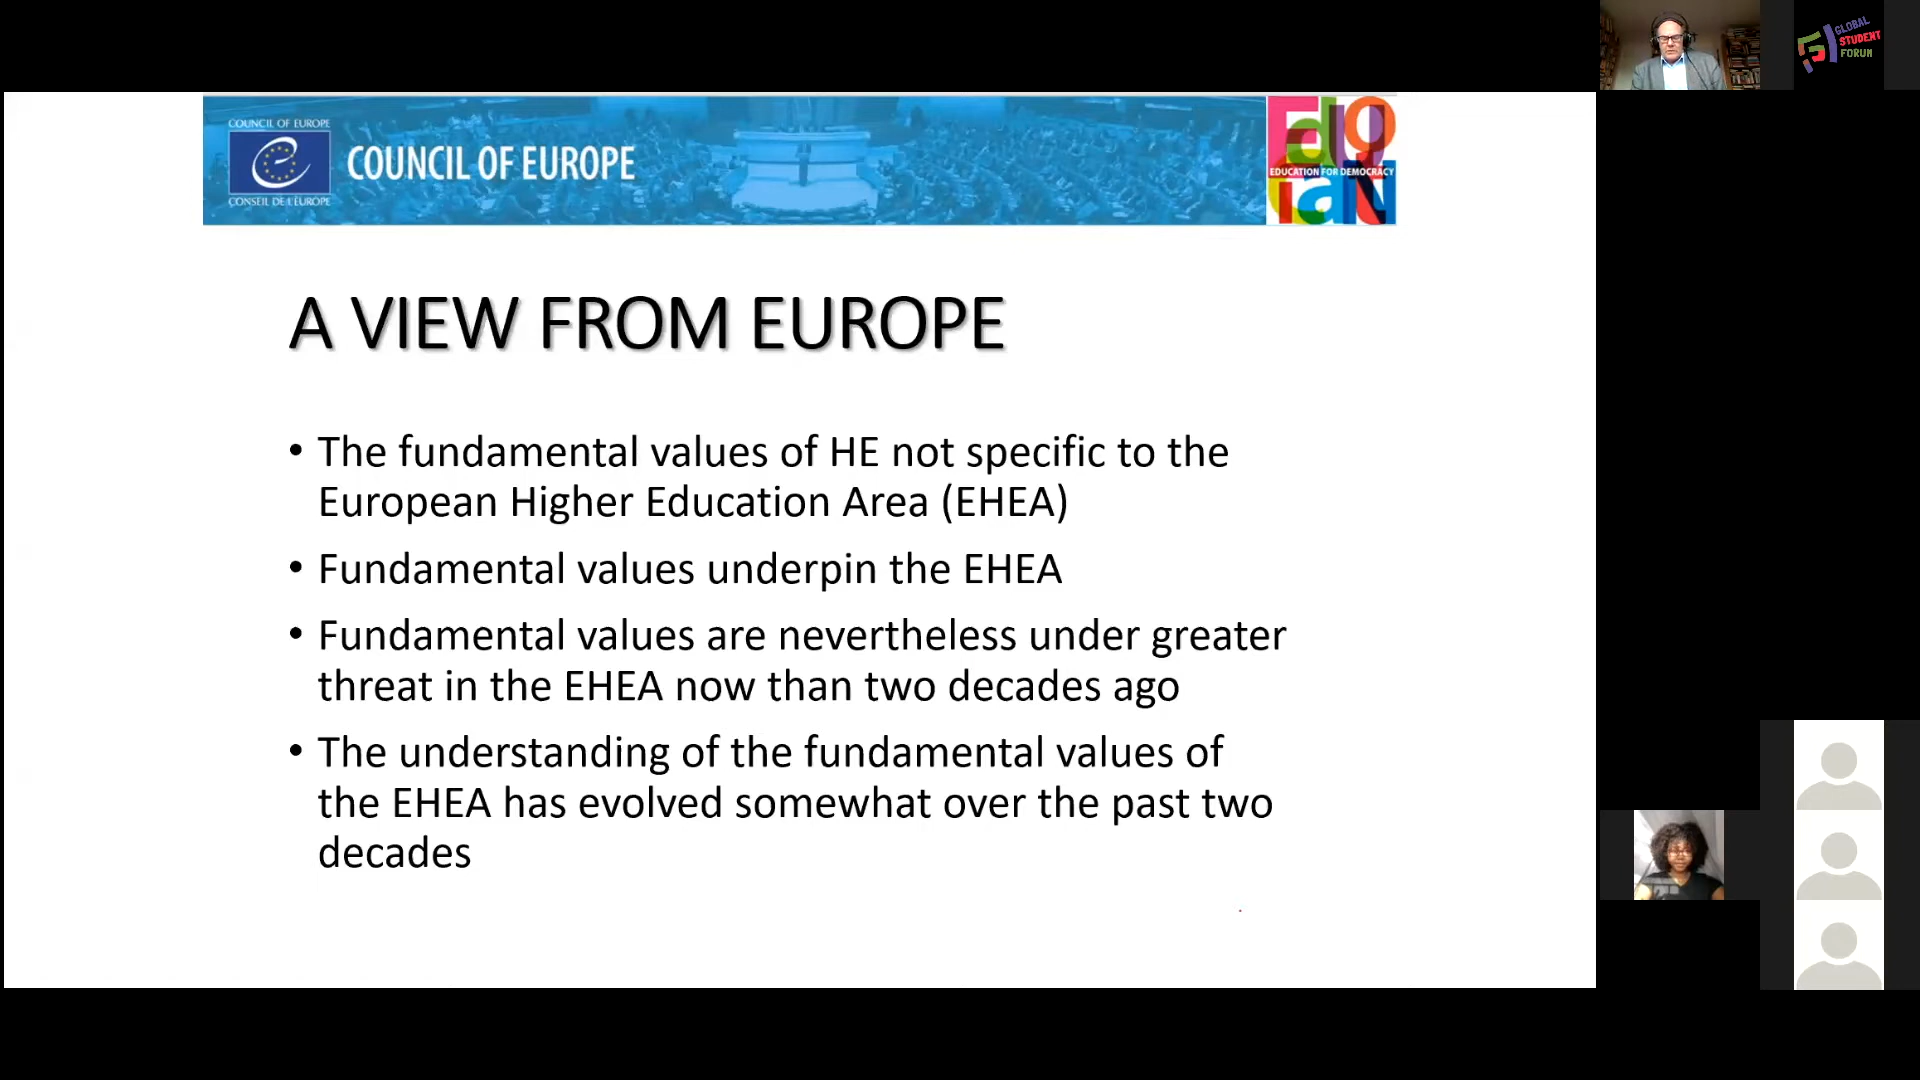 COUNCIL OF EUROPE
CONSEIL DE L'EUROPE
COUNCIL OF EUROPE
EDUCATION FOR DEMOCRACY
GLOBAL
STUDENT
FORUM
A VIEW FROM EUROPE
• The fundamental values of HE not specific to the
European Higher Education Area (EHEA)
• Fundamental values underpin the EHEA
• Fundamental values are nevertheless under greater
threat in the EHEA now than two decades ago
• The understanding of the fundamental values of
the EHEA has evolved somewhat over the past two
decades